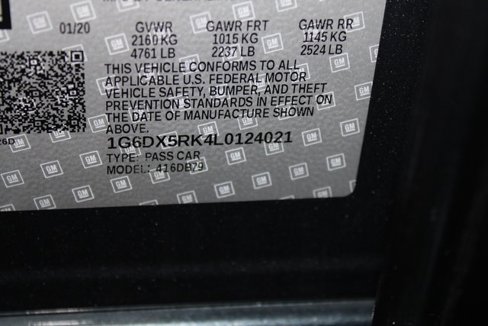 01/20 GVWR GAWR FRT GAWR RR
2160 KG 1015 KG 1145 KG
4761 LB 2237 LB 2524 LB
THIS VEHICLE CONFORMS TO ALL
APPLICABLE U.S. FEDERAL MOTOR
VEHICLE SAFETY, BUMPER, AND THEFT
PREVENTION STANDARDS IN EFFECT ON
THE DATE OF MANUFACTURE SHOWN
ABOVE.
1G6DX5RK4L0124021
TYPE: PASS CAR
MODEL: 416DB79